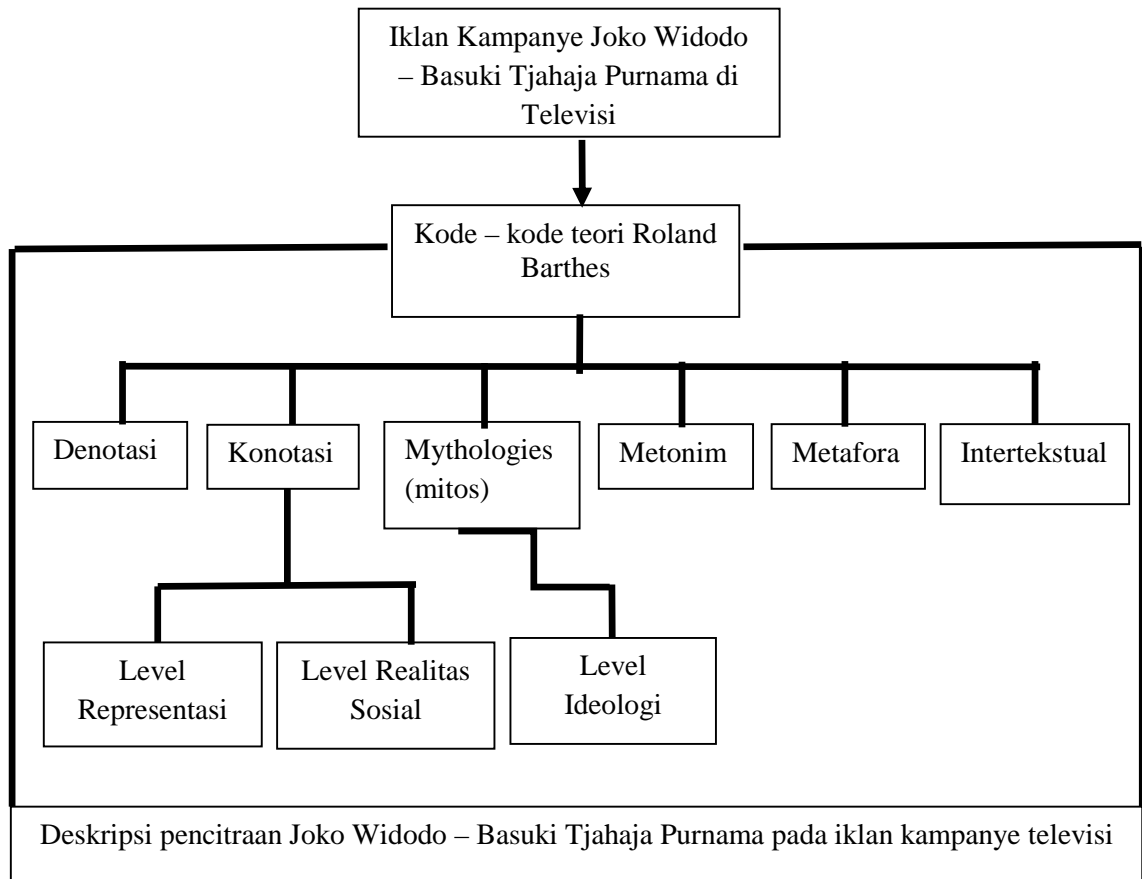 Iklan Kampanye Joko Widodo
– Basuki Tjahaja Purnama di
Televisi
Kode – kode teori Roland
Barthes
Denotasi
Konotasi
Mythologies
(mitos)
Metonim
Metafora
Intertekstual
Level
Representasi
Level Realitas
Sosial
Level
Ideologi
Deskripsi pencitraan Joko Widodo – Basuki Tjahaja Purnama pada iklan kampanye televisi